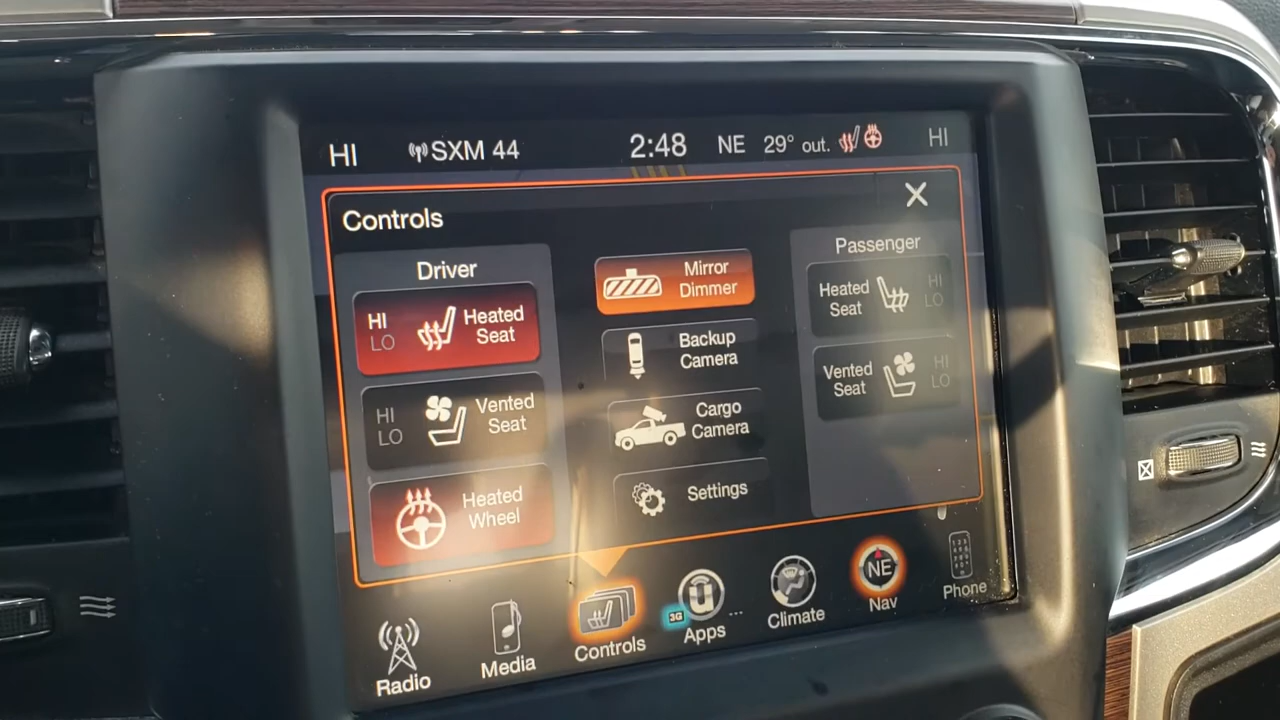 HI SXM 44 2:48 NE 29° out. HI
Controls
Driver
HI
LO
Heated
Seat
HI
LO
Vented
Seat
Heated
Wheel
Mirror
Dimmer
Backup
Camera
Cargo
Camera
Settings
Passenger
Heated
Seat
HI
LO
Vented
Seat
HI
LO
Radio
Media
Controls
3G
Apps
Climate
NE
Nav
Phone